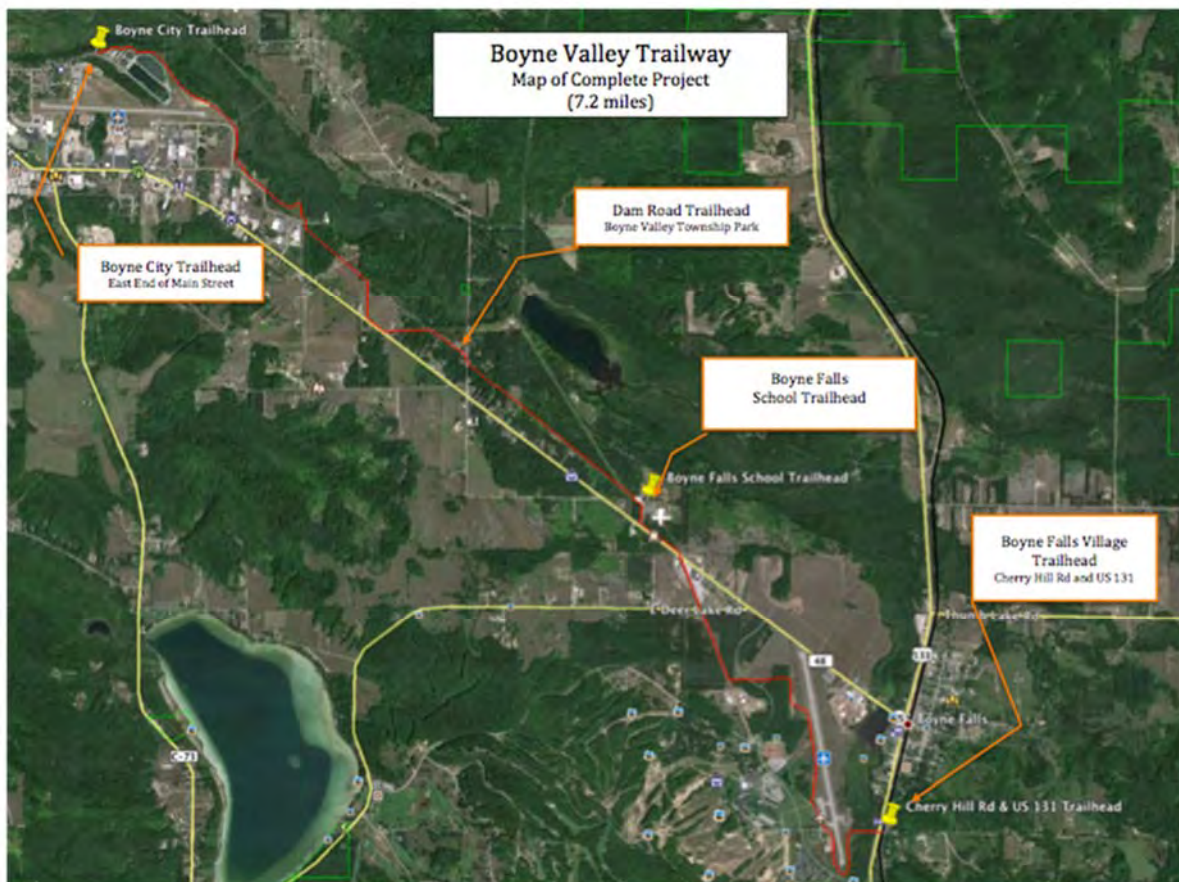 Boyne City Trailhead
Boyne Valley Trailway
Map of Complete Project
(7.2 miles)
Dam Road Trailhead
Boyne Valley Township Park
Boyne City Trailhead
East End of Main Street
Boyne Falls
School Trailhead
Boyne Falls School Trailhead
Boyne Falls Village
Trailhead
Cherry Hill Rd and US 131
E Deer Lake Rd
131
48
Boyne Falls
C-71
Cherry Hill Rd & US 131 Trailhead